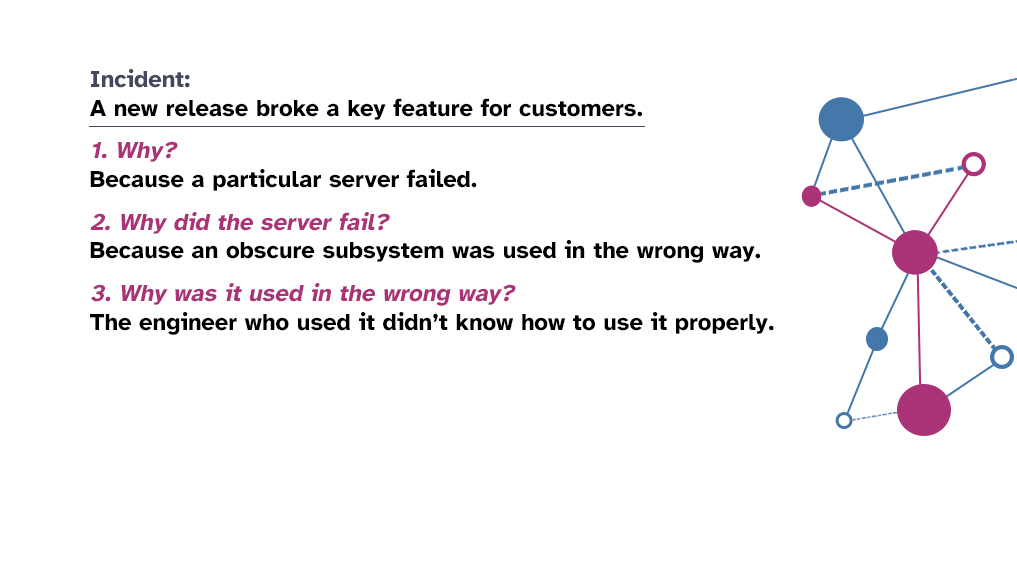 Incident:
A new release broke a key feature for customers.
1. Why?
Because a particular server failed.
2. Why did the server fail?
Because an obscure subsystem was used in the wrong way.
3. Why was it used in the wrong way?
The engineer who used it didn’t know how to use it properly.